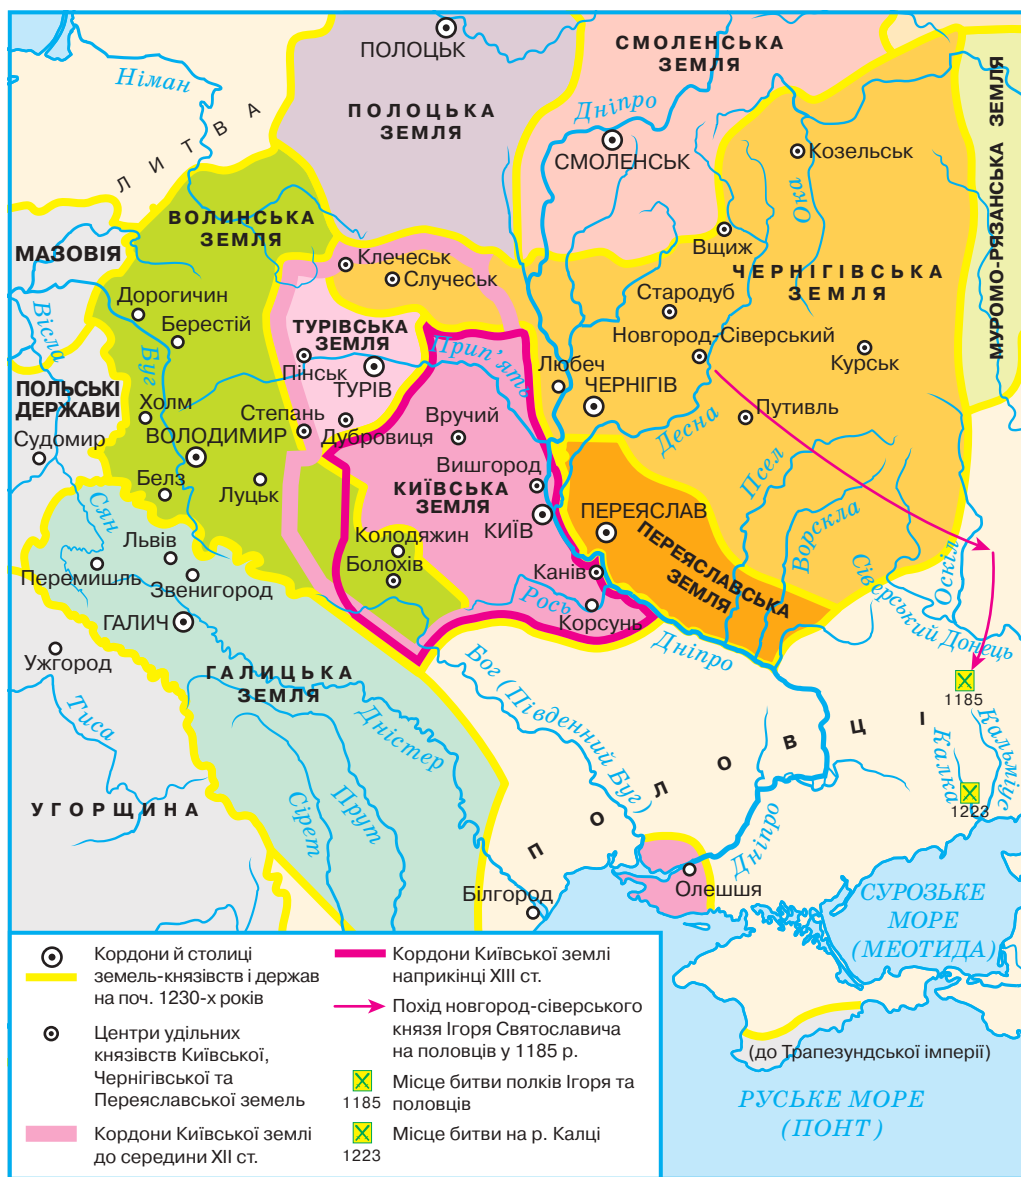 ПОЛОЦЬК
СМОЛЕНСЬКА
ЗЕМЛЯ
Німан
ЛИТВА
ПОЛОЦЬКА
ЗЕМЛЯ
Дніпро
СМОЛЕНСЬК
Козельськ
Ока
МУРОМО-РЯЗАНСЬКА ЗЕМЛЯ
ВОЛИНСЬКА
ЗЕМЛЯ
МАЗОВІЯ
Клечеськ
Случеськ
Вщиж
ЧЕРНІГІВСЬКА
ЗЕМЛЯ
Дорогичин
Берестій
Вісла
Буг
ТУРІВСЬКА
ЗЕМЛЯ
Пінськ
ТУРІВ
Прип'ять
Стародуб
Новгород-Сіверський
Курськ
Любеч
ЧЕРНІГІВ
Путивль
Десна
ПОЛЬСЬКІ
ДЕРЖАВИ
Судомир
Холм
ВОЛОДИМИР
Степань
Дубровиця
Вручий
Белз
Луцьк
Вишгород
КИЇВСЬКА
ЗЕМЛЯ
КИЇВ
Псел
Ворскла
ПЕРЕЯСЛАВ
ПЕРЕЯСЛАВСЬКА
ЗЕМЛЯ
Сян
Львів
Перемишль
Звенигород
ГАЛИЧ
Колодяжин
Болохів
Канів
Рось
Корсунь
Оскіл
Сіверський Донець
Ужгород
Тиса
ГАЛИЦЬКА
ЗЕМЛЯ
Дністер
Бог (Південний Буг)
Дніпро
1185
ПОЛОВЦІ
Калка
Кальміус
1223
УГОРЩИНА
Сірет
Прут
Дніпро
Білгород
Олешшя
СУРОЗЬКЕ
МОРЕ
(МЕОТИДА)
(до Трапезундської імперії)
РУСЬКЕ МОРЕ
(ПОНТ)
Кордони й столиці
земель-князівств і держав
на поч. 1230-х років
Центри удільних
князівств Київської,
Чернігівської та
Переяславської земель
Кордони Київської землі
до середини XII ст.
Кордони Київської землі
наприкінці XIII ст.
Похід новгород-сіверського
князя Ігоря Святославича
на половців у 1185 р.
1185
Місце битви полків Ігоря та
половців
1223
Місце битви на р. Калці